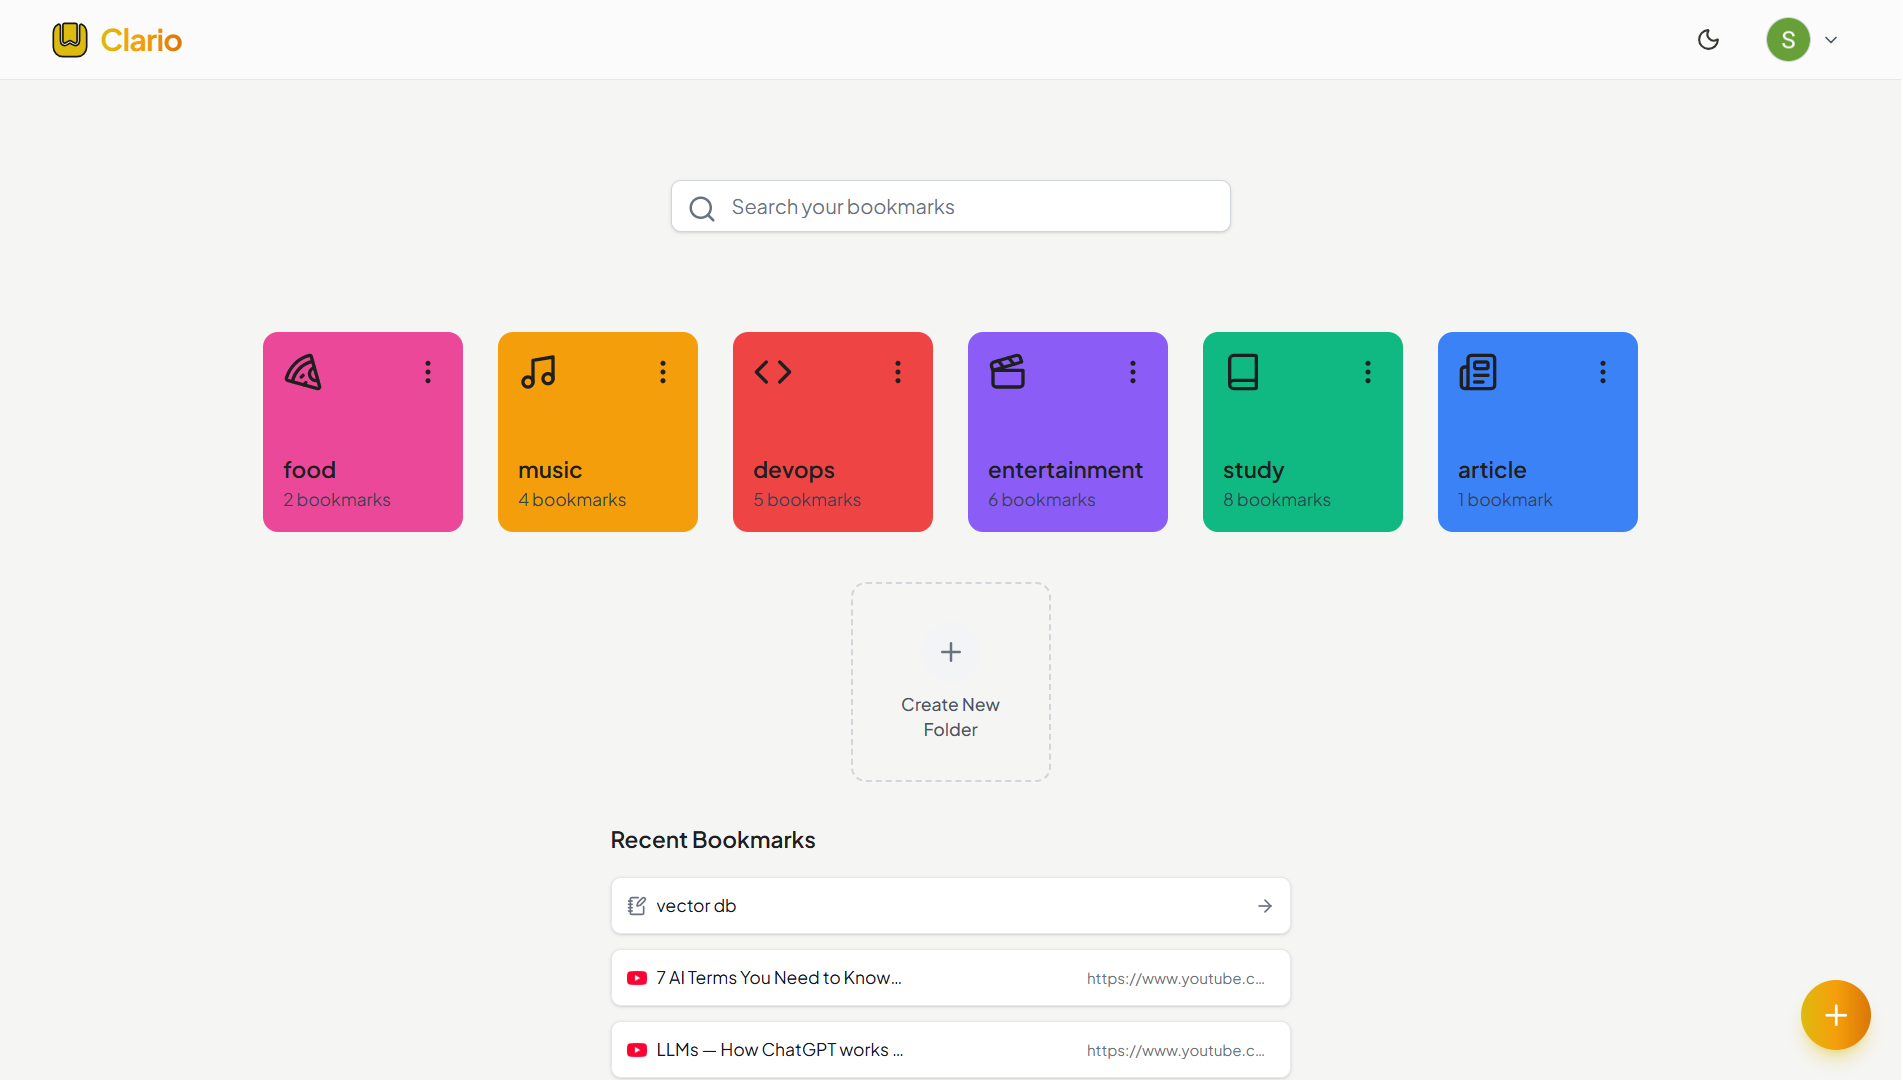 Clario
S
Search your bookmarks
food
2 bookmarks
music
4 bookmarks
devops
5 bookmarks
entertainment
6 bookmarks
study
8 bookmarks
article
1 bookmark
Create New
Folder
Recent Bookmarks
vector db
7 AI Terms You Need to Know...
https://www.youtube.c...
LLMs — How ChatGPT works ...
https://www.youtube.c...